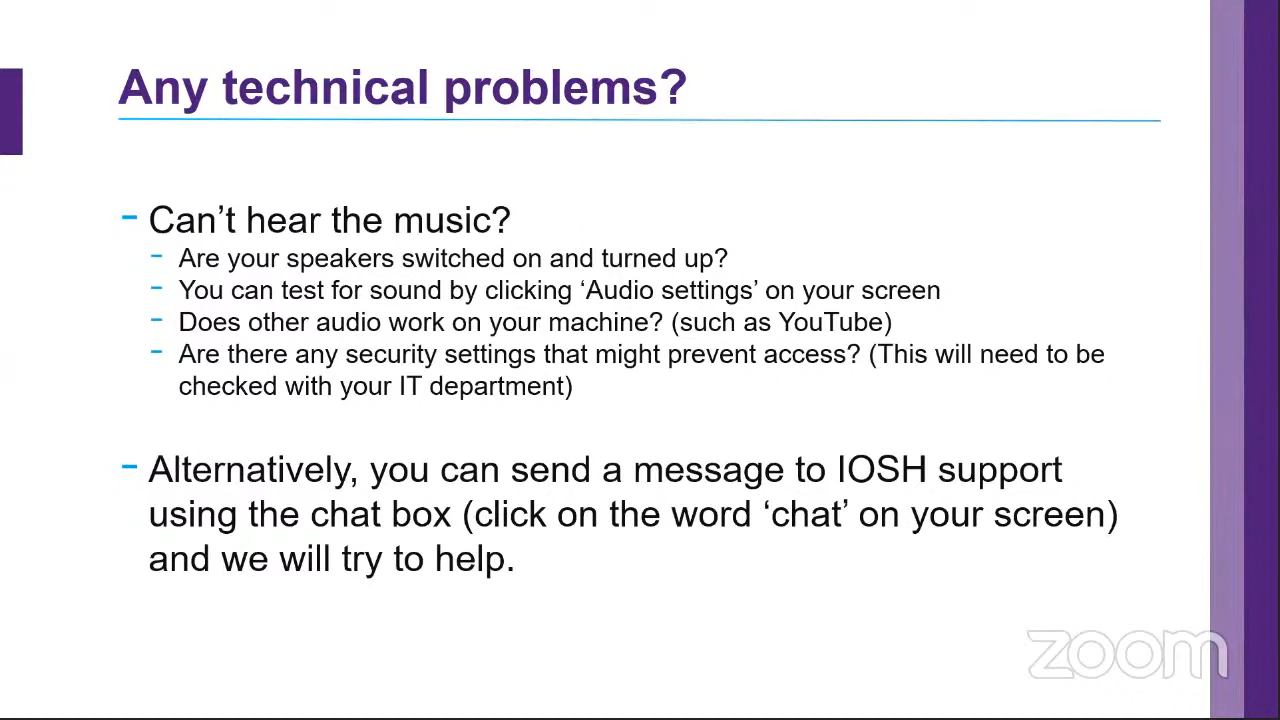 Any technical problems?
- Can’t hear the music?
- Are your speakers switched on and turned up?
- You can test for sound by clicking ‘Audio settings’ on your screen
- Does other audio work on your machine? (such as YouTube)
- Are there any security settings that might prevent access? (This will need to be
checked with your IT department)
- Alternatively, you can send a message to IOSH support
using the chat box (click on the word ‘chat’ on your screen)
and we will try to help.
zoom